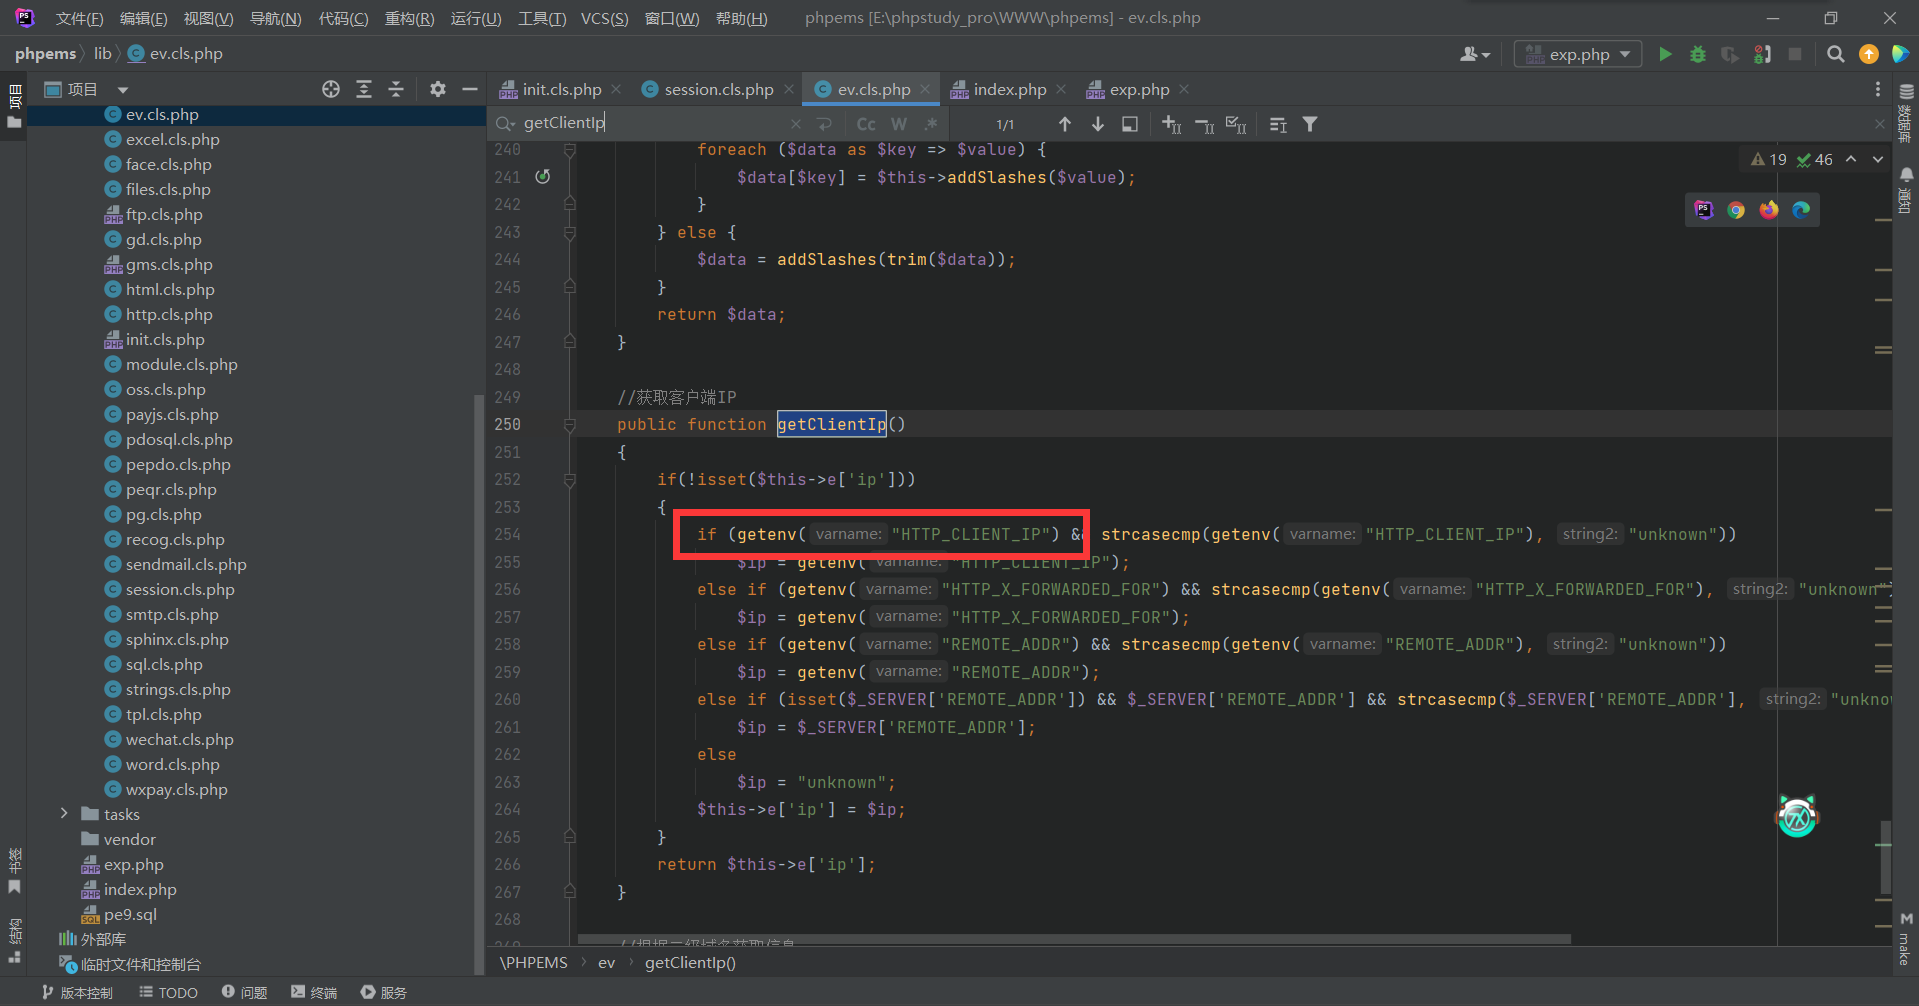 文件(F) 编辑(E) 视图(V) 导航(N) 代码(C) 重构(R) 运行(U) 工具(T) VCS(S) 窗口(W) 帮助(H) phpems [E:\phpstudy_pro\WWW\phpems] - ev.cls.php
phpems lib ev.cls.php
exp.php
项目
项目
init.cls.php
session.cls.php
ev.cls.php
index.php
exp.php
getClientIp
Cc W .*
1/1
19 46
ev.cls.php
excel.cls.php
face.cls.php
files.cls.php
ftp.cls.php
gd.cls.php
gms.cls.php
html.cls.php
http.cls.php
init.cls.php
module.cls.php
oss.cls.php
payjs.cls.php
pdosql.cls.php
pepdo.cls.php
peqr.cls.php
pg.cls.php
recog.cls.php
sendmail.cls.php
session.cls.php
smtp.cls.php
sphinx.cls.php
sql.cls.php
strings.cls.php
tpl.cls.php
wechat.cls.php
word.cls.php
wxpay.cls.php
tasks
vendor
exp.php
index.php
pe9.sql
外部库
临时文件和控制台
书签
结构
240 foreach ($data as $key => $value) {
241 $data[$key] = $this->addSlashes($value);
242 }
243 } else {
244 $data = addSlashes(trim($data));
245 }
246 return $data;
247 }
248
249 //获取客户端IP
250 public function getClientIp()
251 {
252 if(!isset($this->e['ip']))
253 {
254 if (getenv( varname: "HTTP_CLIENT_IP") && strcasecmp(getenv( varname: "HTTP_CLIENT_IP"), string2: "unknown"))
255 $ip = getenv( varname: "HTTP_CLIENT_IP");
256 else if (getenv( varname: "HTTP_X_FORWARDED_FOR") && strcasecmp(getenv( varname: "HTTP_X_FORWARDED_FOR"), string2: "unknown")
257 $ip = getenv( varname: "HTTP_X_FORWARDED_FOR");
258 else if (getenv( varname: "REMOTE_ADDR") && strcasecmp(getenv( varname: "REMOTE_ADDR"), string2: "unknown"))
259 $ip = getenv( varname: "REMOTE_ADDR");
260 else if (isset($_SERVER['REMOTE_ADDR']) && $_SERVER['REMOTE_ADDR'] && strcasecmp($_SERVER['REMOTE_ADDR'], string2: "unkno
261 $ip = $_SERVER['REMOTE_ADDR'];
262 else
263 $ip = "unknown";
264 $this->e['ip'] = $ip;
265 }
266 return $this->e['ip'];
267 }
268
//根据二级域名获取信息
数据库
通知
make
\PHPEMS ev getClientIp()
版本控制 TODO 问题 终端 服务